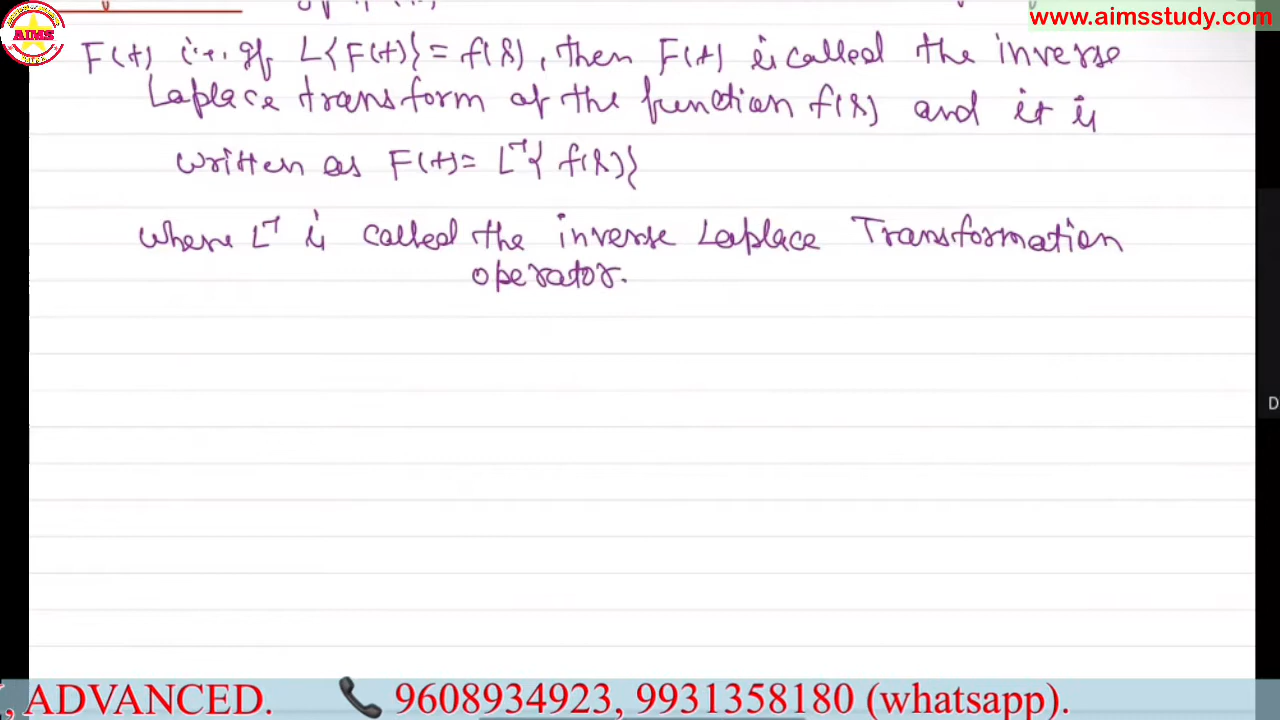 www.aimsstudy.com
AIMS
F(t) i.e. if L{F(t)} = f(s), then F(t) is called the inverse
Laplace transform of the function f(s) and it is
written as F(t) = L⁻¹{ f(s)}
where L⁻¹ is called the inverse Laplace Transformation
operator.
D
, ADVANCED. 📞 9608934923, 9931358180 (whatsapp).